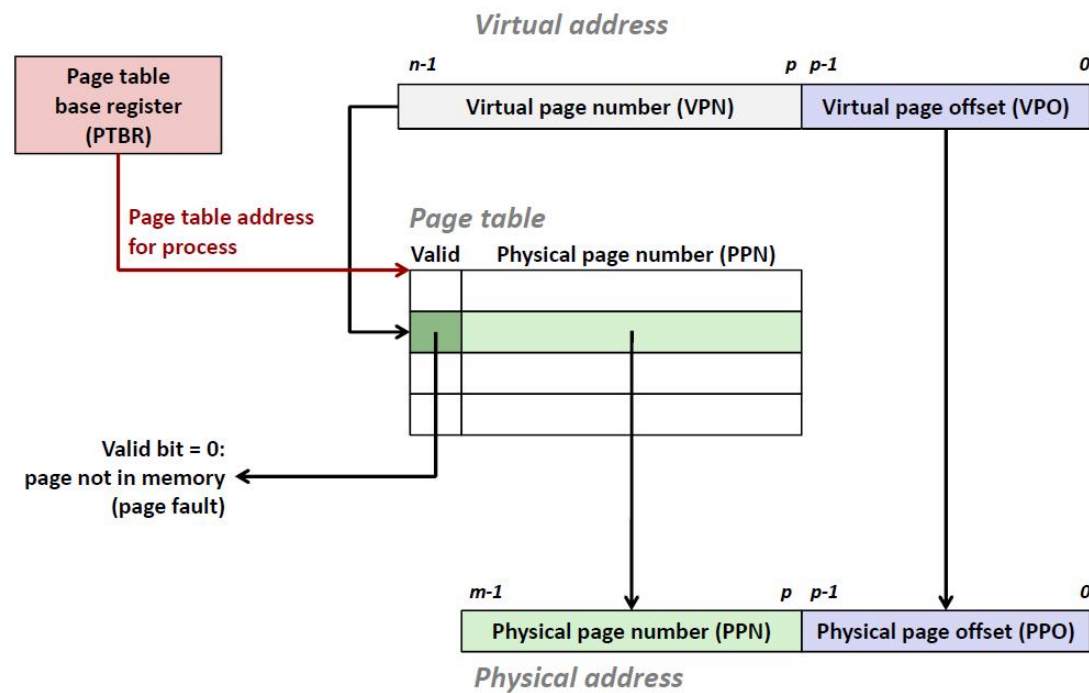 Virtual address
n-1 p p-1 0
Page table
base register
(PTBR)
Virtual page number (VPN) Virtual page offset (VPO)
Page table address
for process
Page table
Valid Physical page number (PPN)
Valid bit = 0:
page not in memory
(page fault)
m-1 p p-1 0
Physical page number (PPN) Physical page offset (PPO)
Physical address